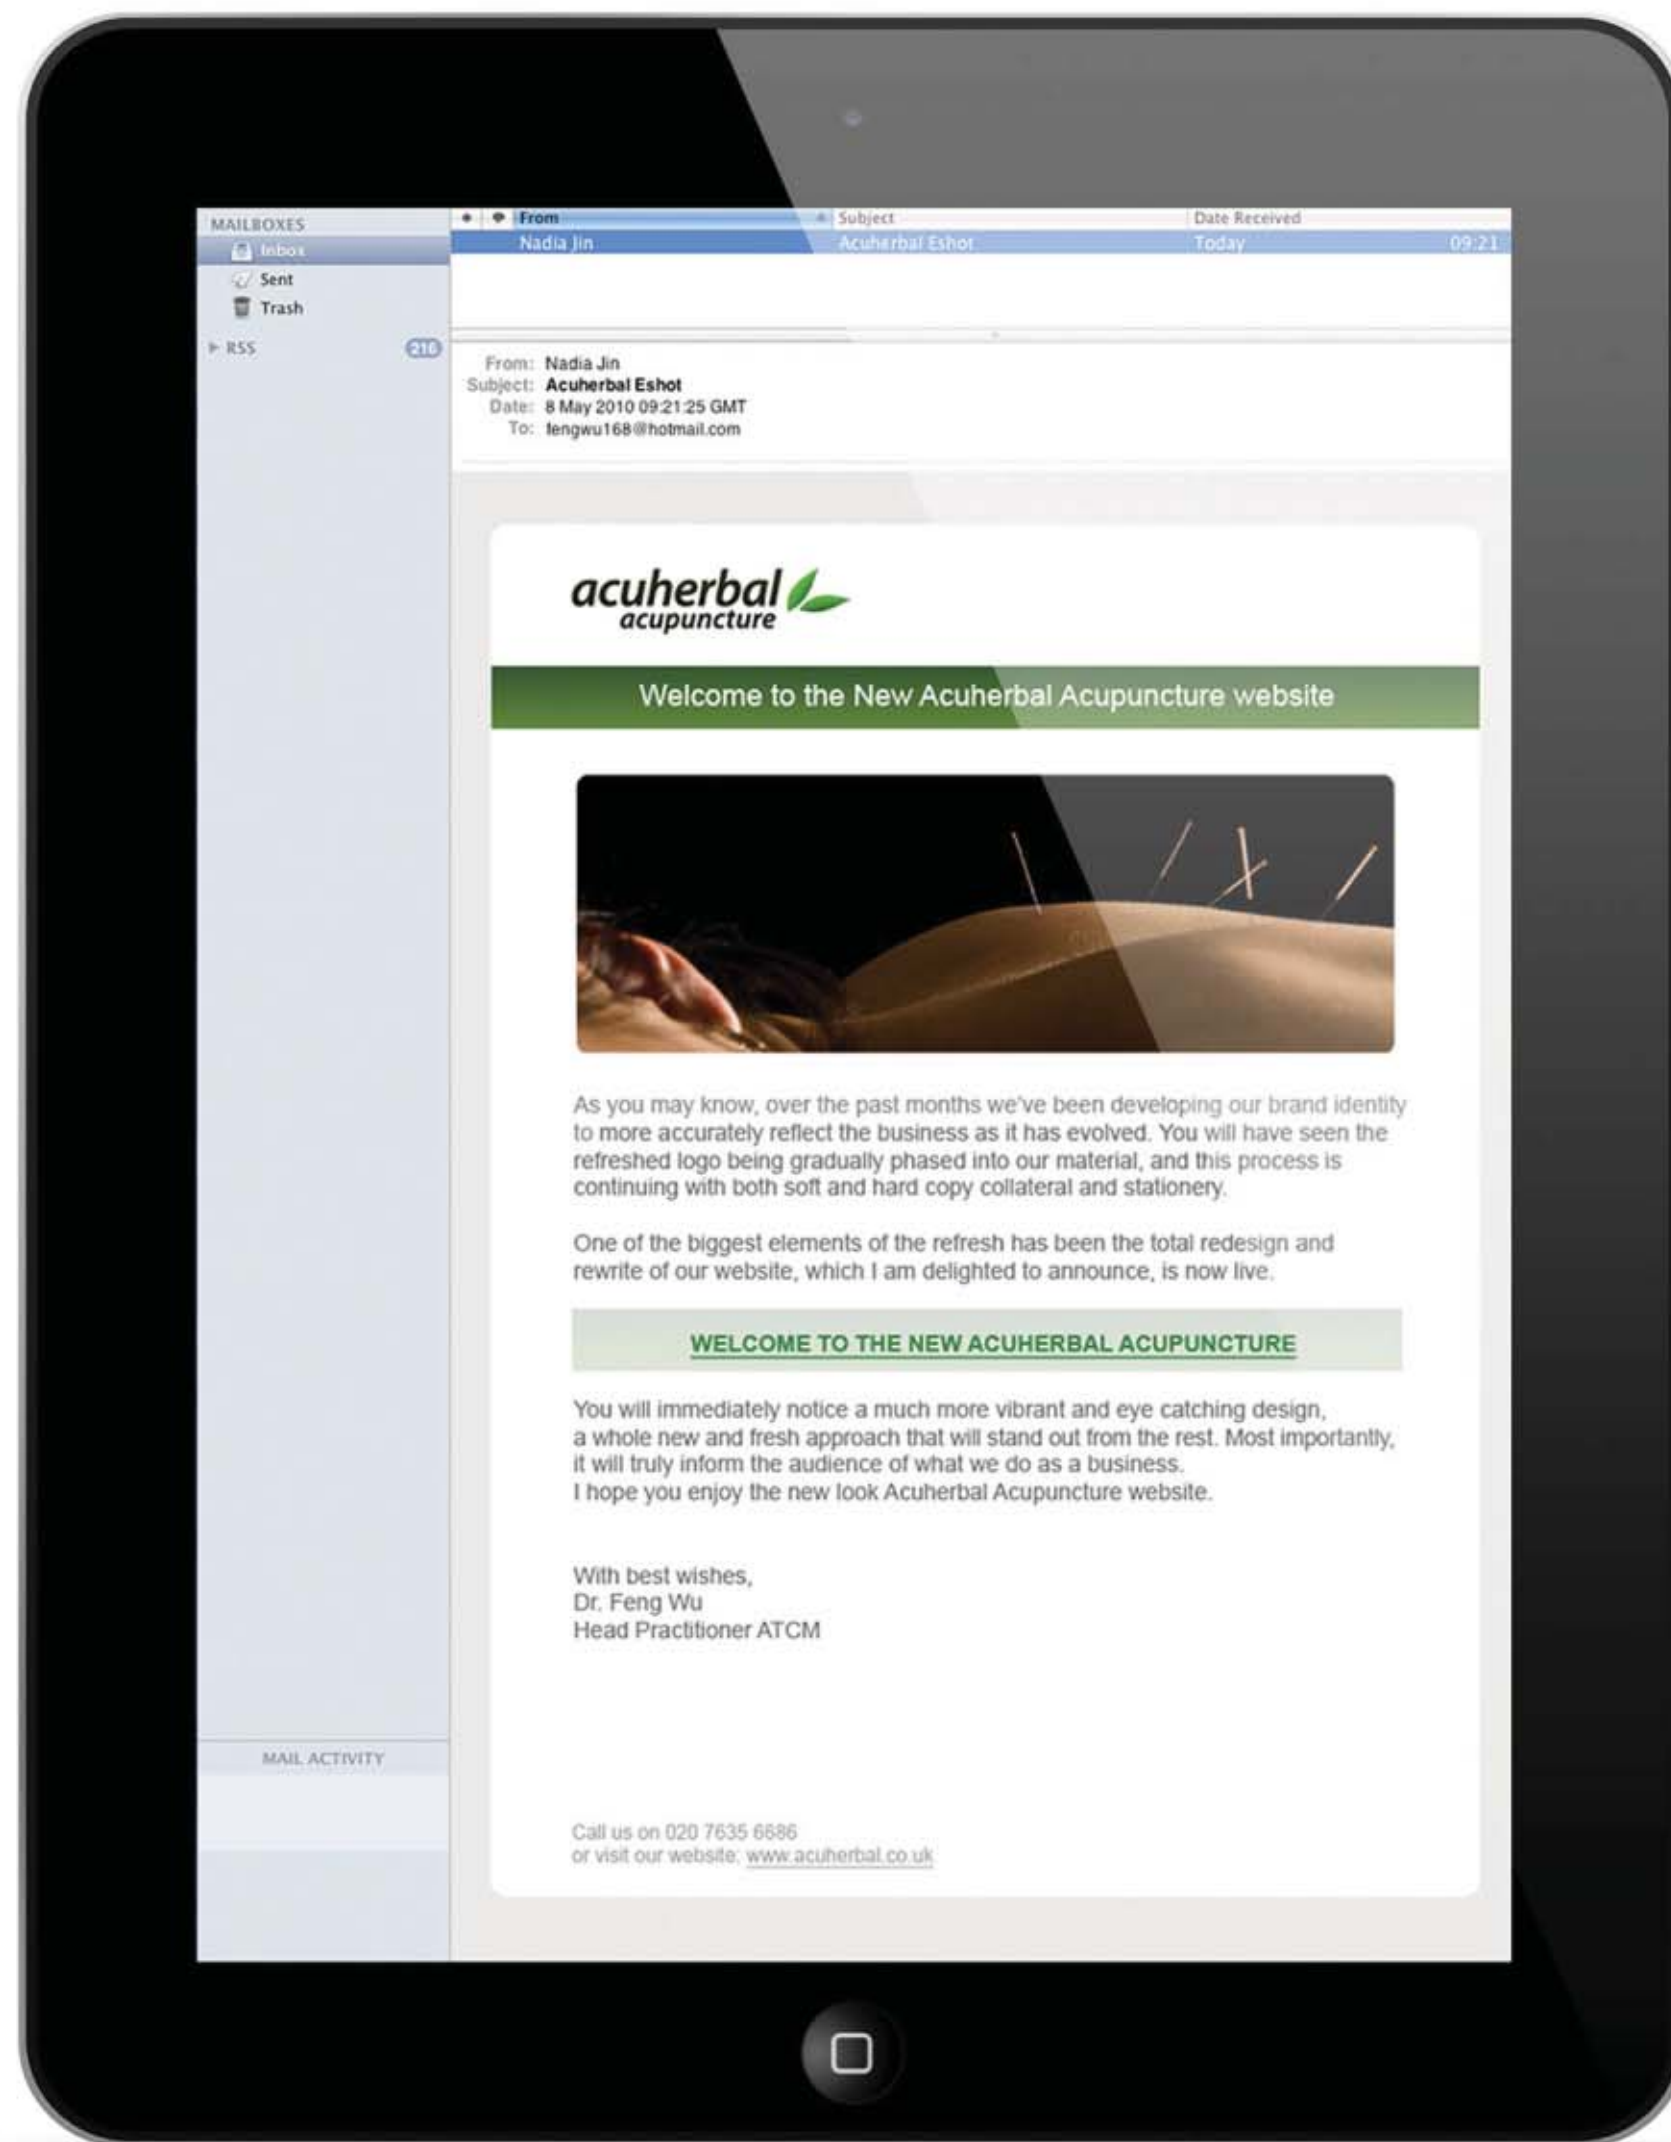 MAILBOXES
Inbox
Sent
Trash
RSS 216
From Subject Date Received
Nadia Jin Acuherbal Eshot Today 09:21
From: Nadia Jin
Subject: Acuherbal Eshot
Date: 8 May 2010 09:21:25 GMT
To: fengwu168@hotmail.com
acuherbal
acupuncture
Welcome to the New Acuherbal Acupuncture website
As you may know, over the past months we've been developing our brand identity
to more accurately reflect the business as it has evolved. You will have seen the
refreshed logo being gradually phased into our material, and this process is
continuing with both soft and hard copy collateral and stationery.
One of the biggest elements of the refresh has been the total redesign and
rewrite of our website, which I am delighted to announce, is now live.
WELCOME TO THE NEW ACUHERBAL ACUPUNCTURE
You will immediately notice a much more vibrant and eye catching design,
a whole new and fresh approach that will stand out from the rest. Most importantly,
it will truly inform the audience of what we do as a business.
I hope you enjoy the new look Acuherbal Acupuncture website.
With best wishes,
Dr. Feng Wu
Head Practitioner ATCM
MAIL ACTIVITY
Call us on 020 7635 6686
or visit our website: www.acuherbal.co.uk